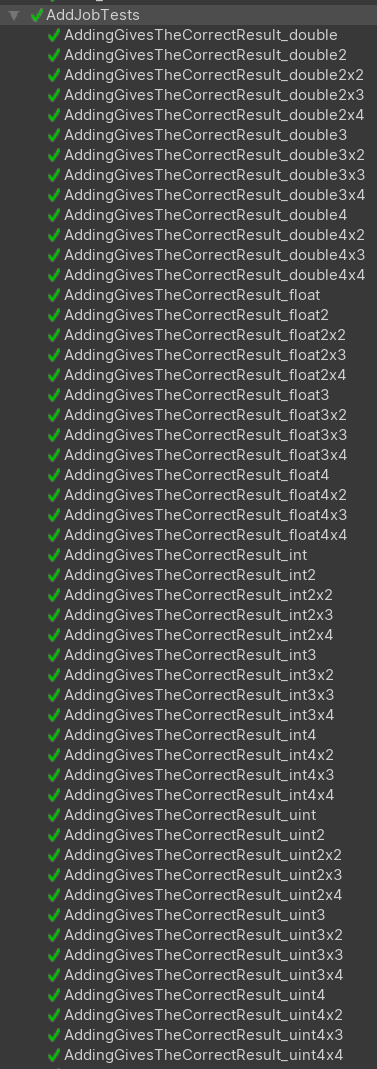 AddJobTests
AddingGivesTheCorrectResult_double
AddingGivesTheCorrectResult_double2
AddingGivesTheCorrectResult_double2x2
AddingGivesTheCorrectResult_double2x3
AddingGivesTheCorrectResult_double2x4
AddingGivesTheCorrectResult_double3
AddingGivesTheCorrectResult_double3x2
AddingGivesTheCorrectResult_double3x3
AddingGivesTheCorrectResult_double3x4
AddingGivesTheCorrectResult_double4
AddingGivesTheCorrectResult_double4x2
AddingGivesTheCorrectResult_double4x3
AddingGivesTheCorrectResult_double4x4
AddingGivesTheCorrectResult_float
AddingGivesTheCorrectResult_float2
AddingGivesTheCorrectResult_float2x2
AddingGivesTheCorrectResult_float2x3
AddingGivesTheCorrectResult_float2x4
AddingGivesTheCorrectResult_float3
AddingGivesTheCorrectResult_float3x2
AddingGivesTheCorrectResult_float3x3
AddingGivesTheCorrectResult_float3x4
AddingGivesTheCorrectResult_float4
AddingGivesTheCorrectResult_float4x2
AddingGivesTheCorrectResult_float4x3
AddingGivesTheCorrectResult_float4x4
AddingGivesTheCorrectResult_int
AddingGivesTheCorrectResult_int2
AddingGivesTheCorrectResult_int2x2
AddingGivesTheCorrectResult_int2x3
AddingGivesTheCorrectResult_int2x4
AddingGivesTheCorrectResult_int3
AddingGivesTheCorrectResult_int3x2
AddingGivesTheCorrectResult_int3x3
AddingGivesTheCorrectResult_int3x4
AddingGivesTheCorrectResult_int4
AddingGivesTheCorrectResult_int4x2
AddingGivesTheCorrectResult_int4x3
AddingGivesTheCorrectResult_int4x4
AddingGivesTheCorrectResult_uint
AddingGivesTheCorrectResult_uint2
AddingGivesTheCorrectResult_uint2x2
AddingGivesTheCorrectResult_uint2x3
AddingGivesTheCorrectResult_uint2x4
AddingGivesTheCorrectResult_uint3
AddingGivesTheCorrectResult_uint3x2
AddingGivesTheCorrectResult_uint3x3
AddingGivesTheCorrectResult_uint3x4
AddingGivesTheCorrectResult_uint4
AddingGivesTheCorrectResult_uint4x2
AddingGivesTheCorrectResult_uint4x3
AddingGivesTheCorrectResult_uint4x4